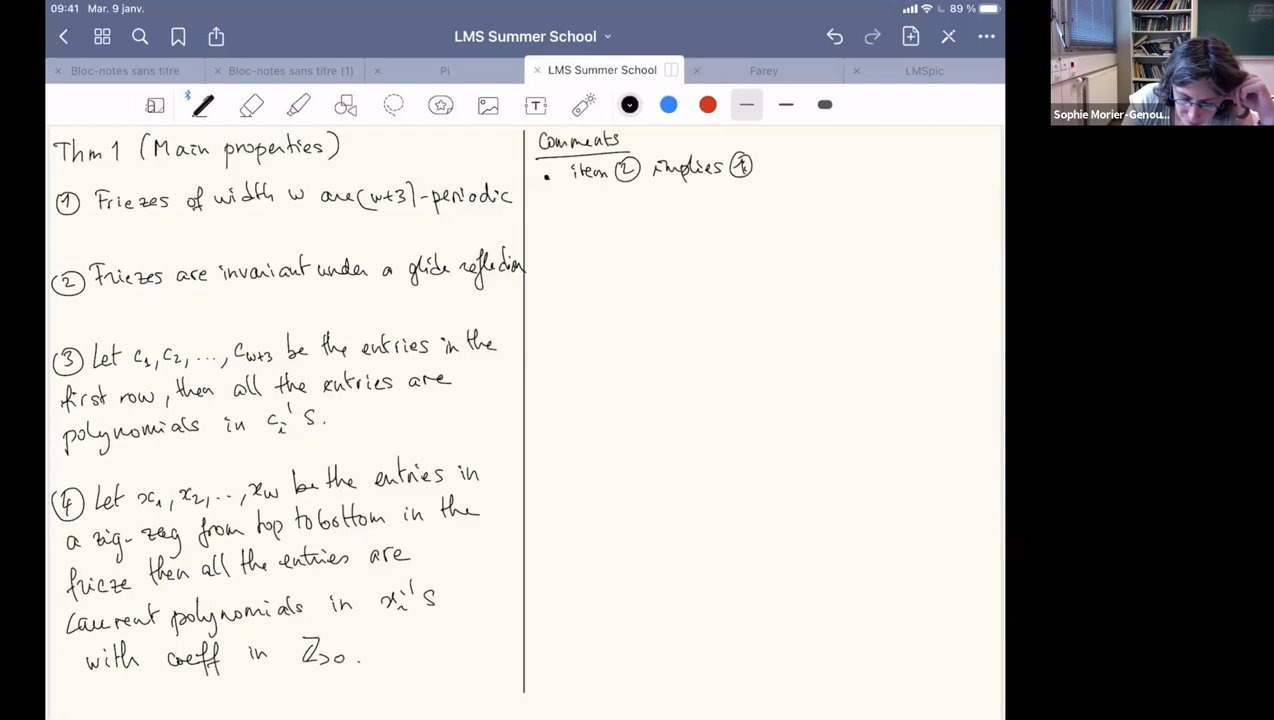 09:41 Mar. 9 janv.
89 %
LMS Summer School
Bloc-notes sans titre
Bloc-notes sans titre (1)
Pi
LMS Summer School
Farey
LMSpic
T
Sophie Morier-Genou...
Thm 1 (Main properties)
① Friezes of width w are (w+3)-periodic
② Friezes are invariant under a glide reflection
③ Let c₁, c₂, ..., c_{w+3} be the entries in the
first row, then all the entries are
polynomials in cᵢ's.
④ Let x₁, x₂, ..., x_w be the entries in
a zig-zag from top to bottom in the
frieze then all the entries are
Laurent polynomials in xᵢ's
with coeff in ℤ>0.
Comments
• item ② implies ①